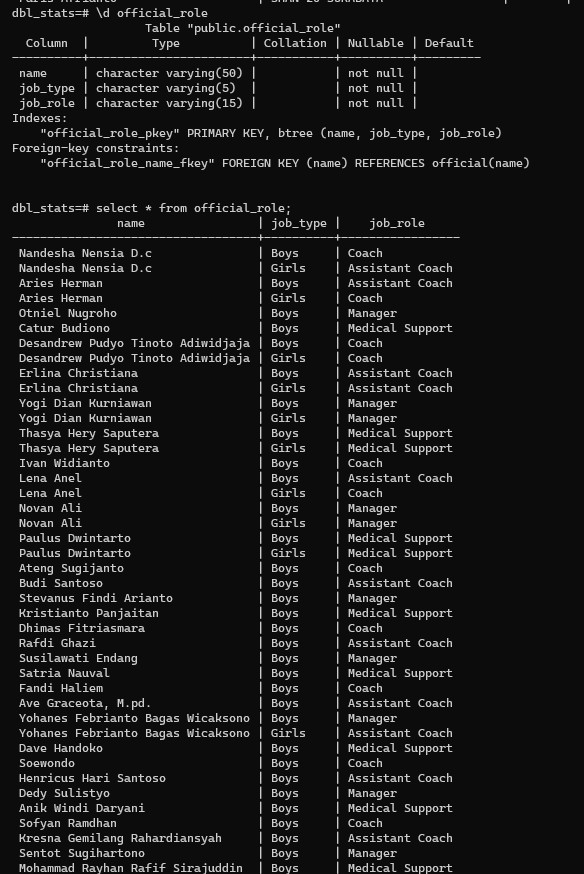 dbl_stats=# \d official_role
Table "public.official_role"
Column | Type | Collation | Nullable | Default
----------+-----------------------+-----------+----------+---------
name | character varying(50) | | not null |
job_type | character varying(5) | | not null |
job_role | character varying(15) | | not null |
Indexes:
"official_role_pkey" PRIMARY KEY, btree (name, job_type, job_role)
Foreign-key constraints:
"official_role_name_fkey" FOREIGN KEY (name) REFERENCES official(name)
dbl_stats=# select * from official_role;
name | job_type | job_role
-----------------------------------+----------+-----------------
Nandesha Nensia D.c | Boys | Coach
Nandesha Nensia D.c | Girls | Assistant Coach
Aries Herman | Boys | Assistant Coach
Aries Herman | Girls | Coach
Otniel Nugroho | Boys | Manager
Catur Budiono | Boys | Medical Support
Desandrew Pudyo Tinoto Adiwidjaja | Boys | Coach
Desandrew Pudyo Tinoto Adiwidjaja | Girls | Coach
Erlina Christiana | Boys | Assistant Coach
Erlina Christiana | Girls | Assistant Coach
Yogi Dian Kurniawan | Boys | Manager
Yogi Dian Kurniawan | Girls | Manager
Thasya Hery Saputera | Boys | Medical Support
Thasya Hery Saputera | Girls | Medical Support
Ivan Widianto | Boys | Coach
Lena Anel | Boys | Assistant Coach
Lena Anel | Girls | Coach
Novan Ali | Boys | Manager
Novan Ali | Girls | Manager
Paulus Dwintarto | Boys | Medical Support
Paulus Dwintarto | Girls | Medical Support
Ateng Sugijanto | Boys | Coach
Budi Santoso | Boys | Assistant Coach
Stevanus Findi Arianto | Boys | Manager
Kristianto Panjaitan | Boys | Medical Support
Dhimas Fitriasmara | Boys | Coach
Rafdi Ghazi | Boys | Assistant Coach
Susilawati Endang | Boys | Manager
Satria Nauval | Boys | Medical Support
Fandi Haliem | Boys | Coach
Ave Graceota, M.pd. | Boys | Assistant Coach
Yohanes Febrianto Bagas Wicaksono | Boys | Manager
Yohanes Febrianto Bagas Wicaksono | Girls | Assistant Coach
Dave Handoko | Boys | Medical Support
Soewondo | Boys | Coach
Henricus Hari Santoso | Boys | Assistant Coach
Dedy Sulistyo | Boys | Manager
Anik Windi Daryani | Boys | Medical Support
Sofyan Ramdhan | Boys | Coach
Kresna Gemilang Rahardiansyah | Boys | Assistant Coach
Sentot Sugihartono | Boys | Manager
Mohammad Rayhan Rafif Sirajuddin | Boys | Medical Support